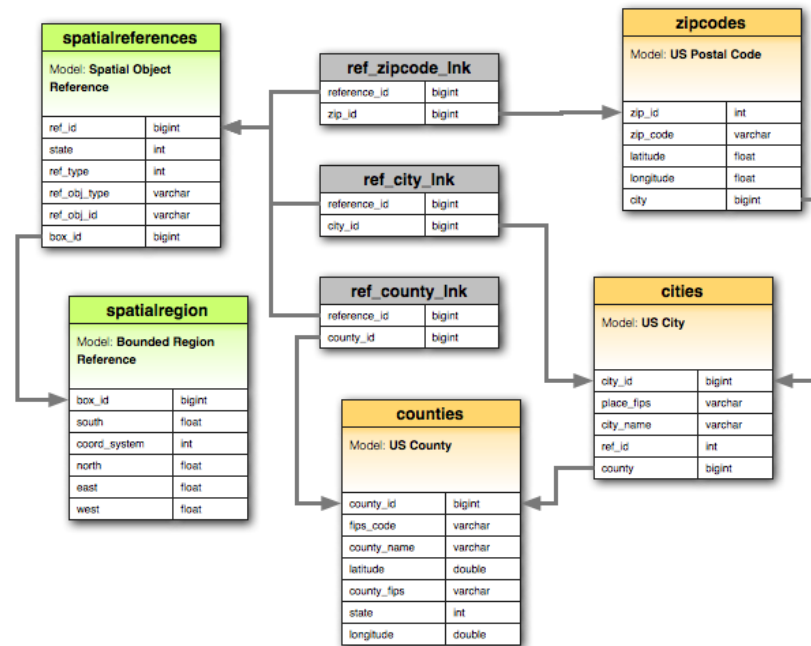 spatialreferences
Model: Spatial Object
Reference
ref_id bigint
state int
ref_type int
ref_obj_type varchar
ref_obj_id varchar
box_id bigint
spatialregion
Model: Bounded Region
Reference
box_id bigint
south float
coord_system int
north float
east float
west float
ref_zipcode_lnk
reference_id bigint
zip_id bigint
ref_city_lnk
reference_id bigint
city_id bigint
ref_county_lnk
reference_id bigint
county_id bigint
counties
Model: US County
county_id bigint
fips_code varchar
county_name varchar
latitude double
county_fips varchar
state int
longitude double
zipcodes
Model: US Postal Code
zip_id int
zip_code varchar
latitude float
longitude float
city bigint
cities
Model: US City
city_id bigint
place_fips varchar
city_name varchar
ref_id int
county bigint